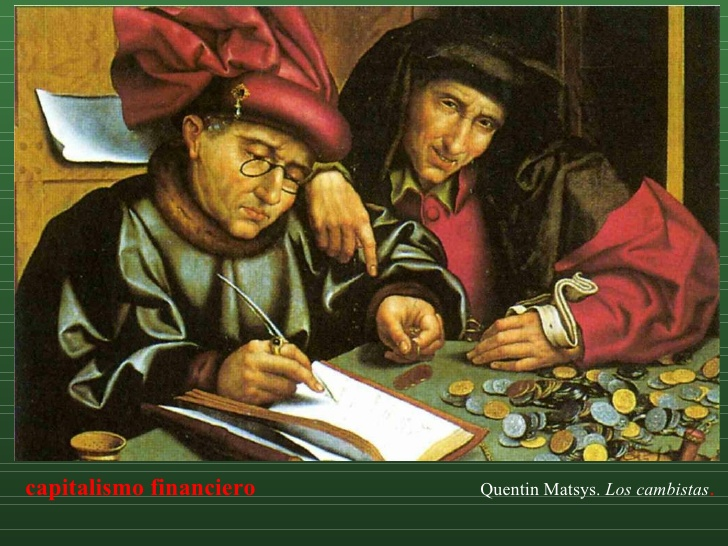 capitalismo financiero
Quentin Matsys. Los cambistas.